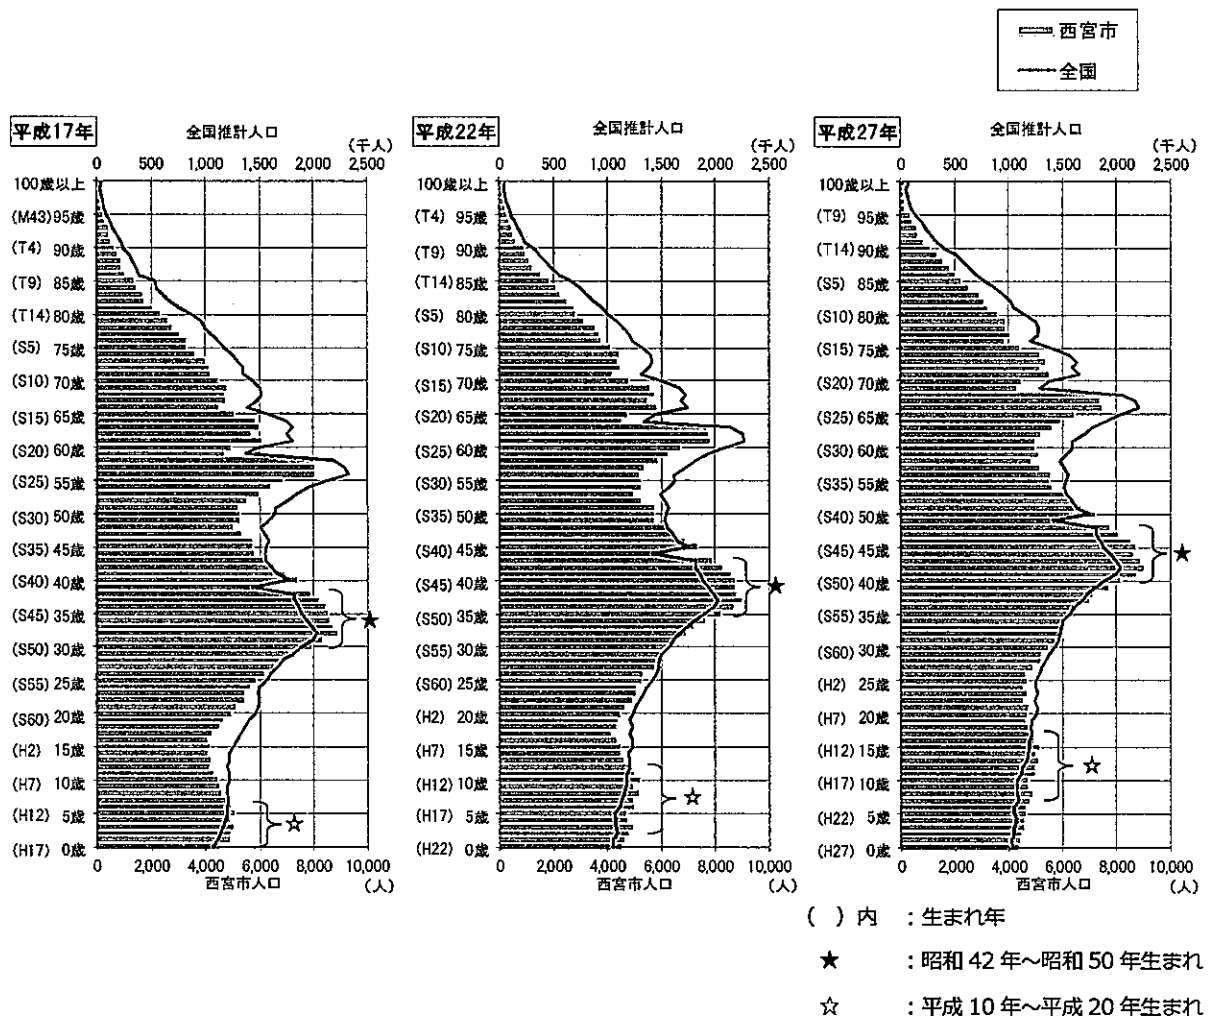 西宮市
全国
平成17年
全国推計人口
(千人)
0 500 1,000 1,500 2,000 2,500
100歳以上
(M43) 95歳
(T4) 90歳
(T9) 85歳
(T14) 80歳
(S5) 75歳
(S10) 70歳
(S15) 65歳
(S20) 60歳
(S25) 55歳
(S30) 50歳
(S35) 45歳
(S40) 40歳
(S45) 35歳
★
(S50) 30歳
(S55) 25歳
(S60) 20歳
(H2) 15歳
(H7) 10歳
(H12) 5歳
☆
(H17) 0歳
0 2,000 4,000 6,000 8,000 10,000
西宮市人口
(人)
平成22年
全国推計人口
(千人)
0 500 1,000 1,500 2,000 2,500
100歳以上
(T4) 95歳
(T9) 90歳
(T14) 85歳
(S5) 80歳
(S10) 75歳
(S15) 70歳
(S20) 65歳
(S25) 60歳
(S30) 55歳
(S35) 50歳
(S40) 45歳
(S45) 40歳
★
(S50) 35歳
(S55) 30歳
(S60) 25歳
(H2) 20歳
(H7) 15歳
(H12) 10歳
☆
(H17) 5歳
(H22) 0歳
0 2,000 4,000 6,000 8,000 10,000
西宮市人口
(人)
平成27年
全国推計人口
(千人)
0 500 1,000 1,500 2,000 2,500
100歳以上
(T9) 95歳
(T14) 90歳
(S5) 85歳
(S10) 80歳
(S15) 75歳
(S20) 70歳
(S25) 65歳
(S30) 60歳
(S35) 55歳
(S40) 50歳
(S45) 45歳
★
(S50) 40歳
(S55) 35歳
(S60) 30歳
(H2) 25歳
(H7) 20歳
(H12) 15歳
☆
(H17) 10歳
(H22) 5歳
(H27) 0歳
0 2,000 4,000 6,000 8,000 10,000
西宮市人口
(人)
( ) 内 : 生まれ年
★ : 昭和 42 年～昭和 50 年生まれ
☆ : 平成 10 年～平成 20 年生まれ